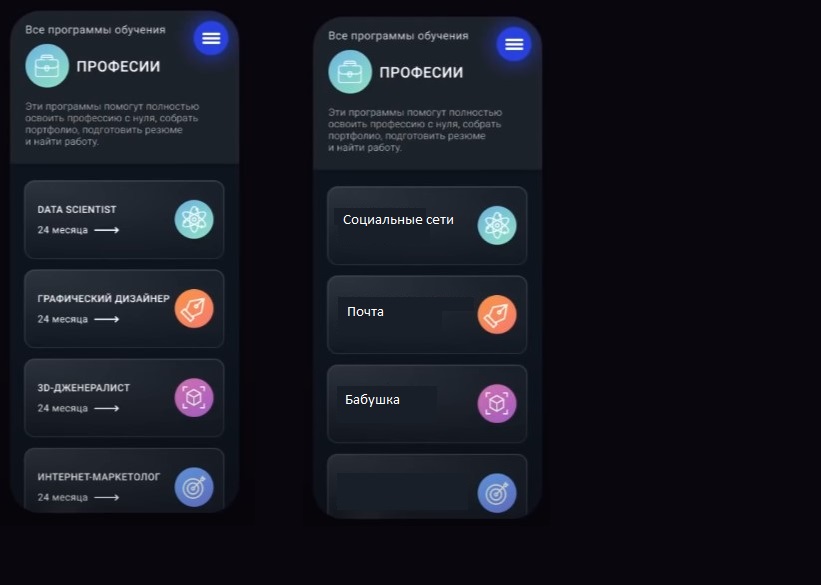 Все программы обучения
ПРОФЕСИИ
Эти программы помогут полностью
освоить профессию с нуля, собрать
портфолио, подготовить резюме
и найти работу.
DATA SCIENTIST
24 месяца
ГРАФИЧЕСКИЙ ДИЗАЙНЕР
24 месяца
3D-ДЖЕНЕРАЛИСТ
24 месяца
ИНТЕРНЕТ-МАРКЕТОЛОГ
24 месяца
Все программы обучения
ПРОФЕСИИ
Эти программы помогут полностью
освоить профессию с нуля, собрать
портфолио, подготовить резюме
и найти работу.
Социальные сети
Почта
Бабушка